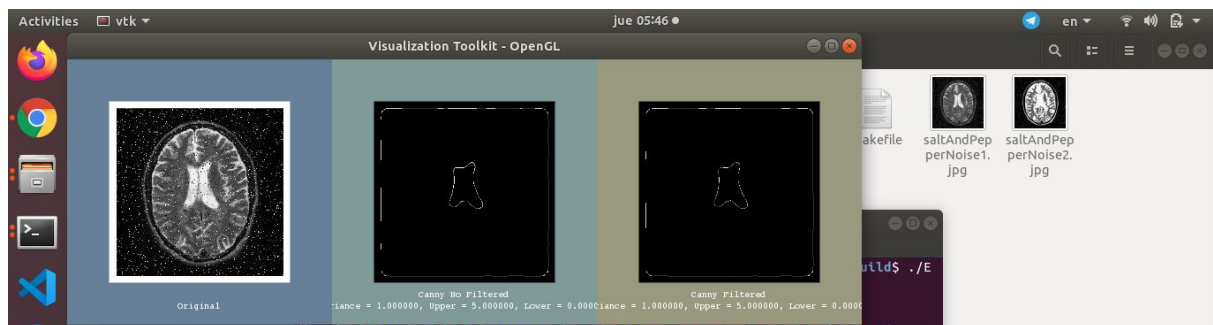 Activities vtk jue 05:46 en
Visualization Toolkit - OpenGL
akefile
saltAndPep
perNoise1.
jpg
saltAndPep
perNoise2.
jpg
uild$ ./E
Original
Canny No Filtered
iance = 1.000000, Upper = 5.000000, Lower = 0.000
Canny Filtered
iance = 1.000000, Upper = 5.000000, Lower = 0.0000